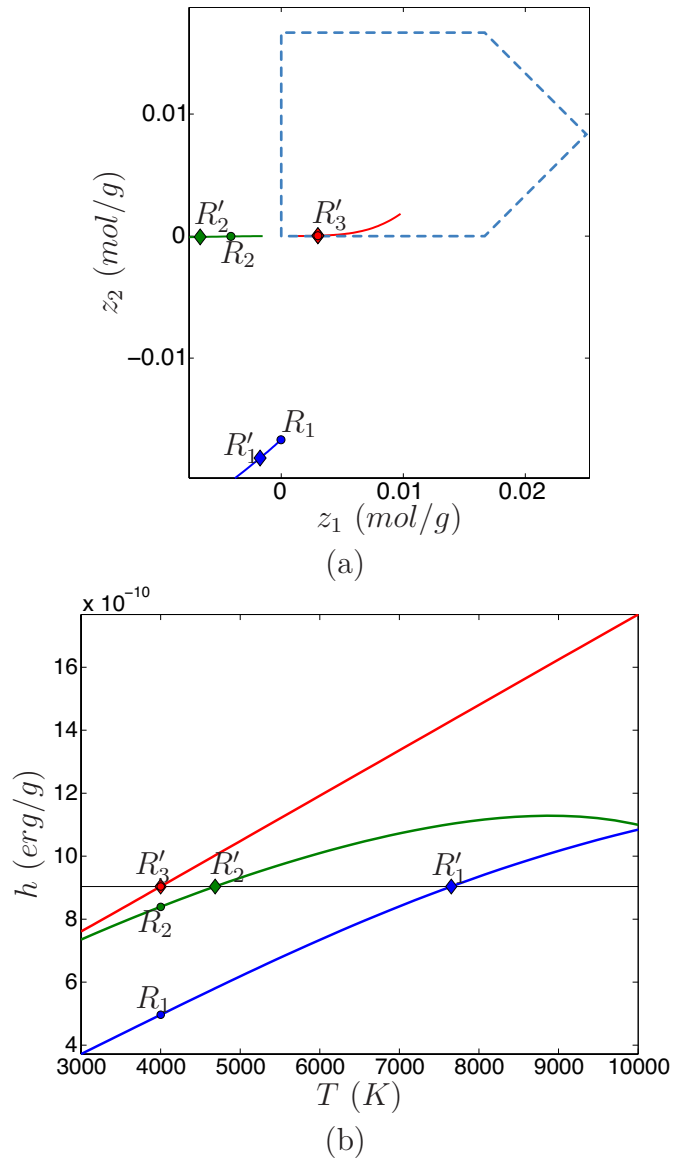 0.01
0
−0.01
z₂ (mol/g)
R′₂
R₂
R′₃
R₁
R′₁
0 0.01 0.02
z₁ (mol/g)
(a)
x 10⁻¹⁰
16
14
12
10
8
6
4
h (erg/g)
R′₃ R′₂ R′₁
R₂
R₁
3000 4000 5000 6000 7000 8000 9000 10000
T (K)
(b)